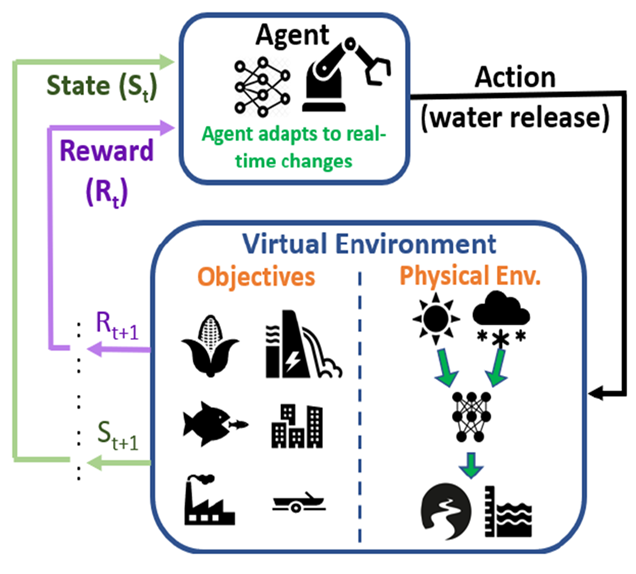 Agent
State (St)
Action
(water release)
Agent adapts to real-
time changes
Reward
(Rt)
Virtual Environment
Objectives
Physical Env.
Rt+1
St+1